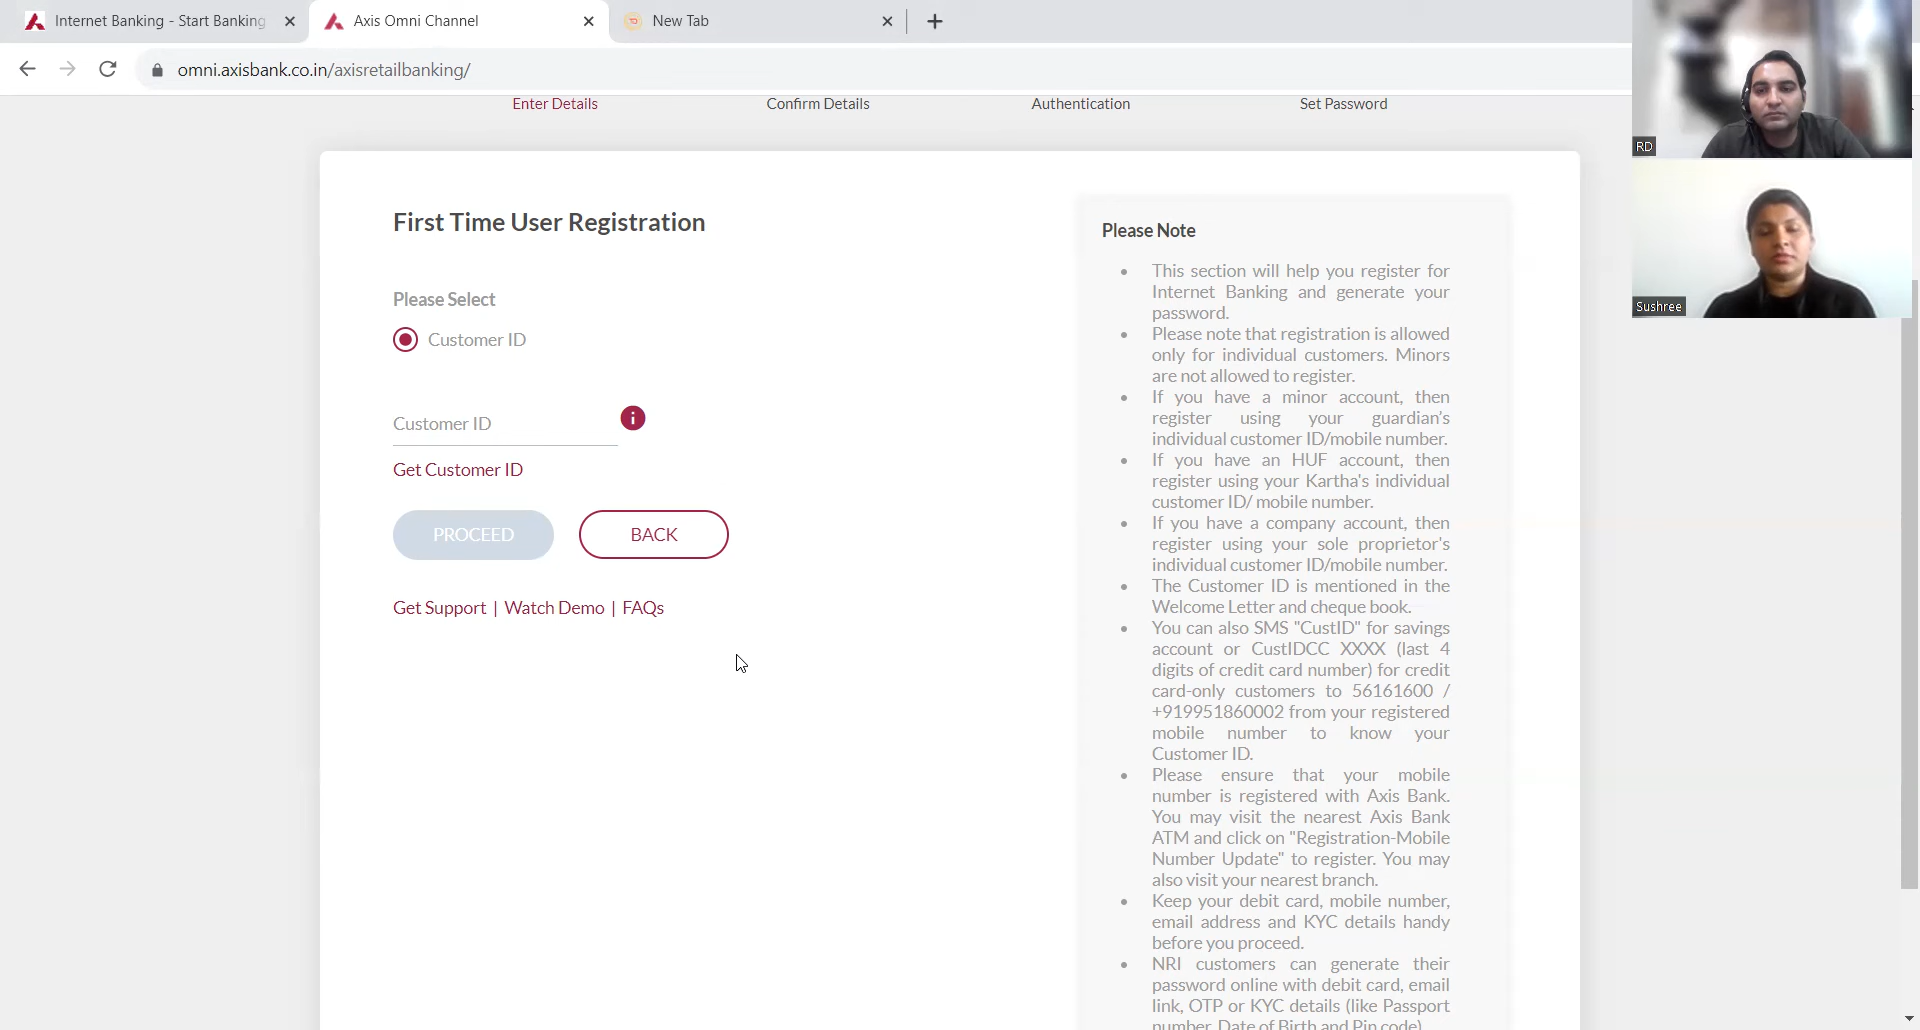 Internet Banking - Start Banking
Axis Omni Channel
New Tab
omni.axisbank.co.in/axisretailbanking/
Enter Details
Confirm Details
Authentication
Set Password
RD
Sushree
First Time User Registration
Please Select
Customer ID
Customer ID
i
Get Customer ID
PROCEED
BACK
Get Support | Watch Demo | FAQs
Please Note
• This section will help you register for
Internet Banking and generate your
password.
• Please note that registration is allowed
only for individual customers. Minors
are not allowed to register.
• If you have a minor account, then
register using your guardian's
individual customer ID/mobile number.
• If you have an HUF account, then
register using your Kartha's individual
customer ID/ mobile number.
• If you have a company account, then
register using your sole proprietor's
individual customer ID/mobile number.
• The Customer ID is mentioned in the
Welcome Letter and cheque book.
• You can also SMS "CustID" for savings
account or CustIDCC XXXX (last 4
digits of credit card number) for credit
card-only customers to 56161600 /
+919951860002 from your registered
mobile number to know your
Customer ID.
• Please ensure that your mobile
number is registered with Axis Bank.
You may visit the nearest Axis Bank
ATM and click on "Registration-Mobile
Number Update" to register. You may
also visit your nearest branch.
• Keep your debit card, mobile number,
email address and KYC details handy
before you proceed.
• NRI customers can generate their
password online with debit card, email
link, OTP or KYC details (like Passport
number, Date of Birth and Pin code)